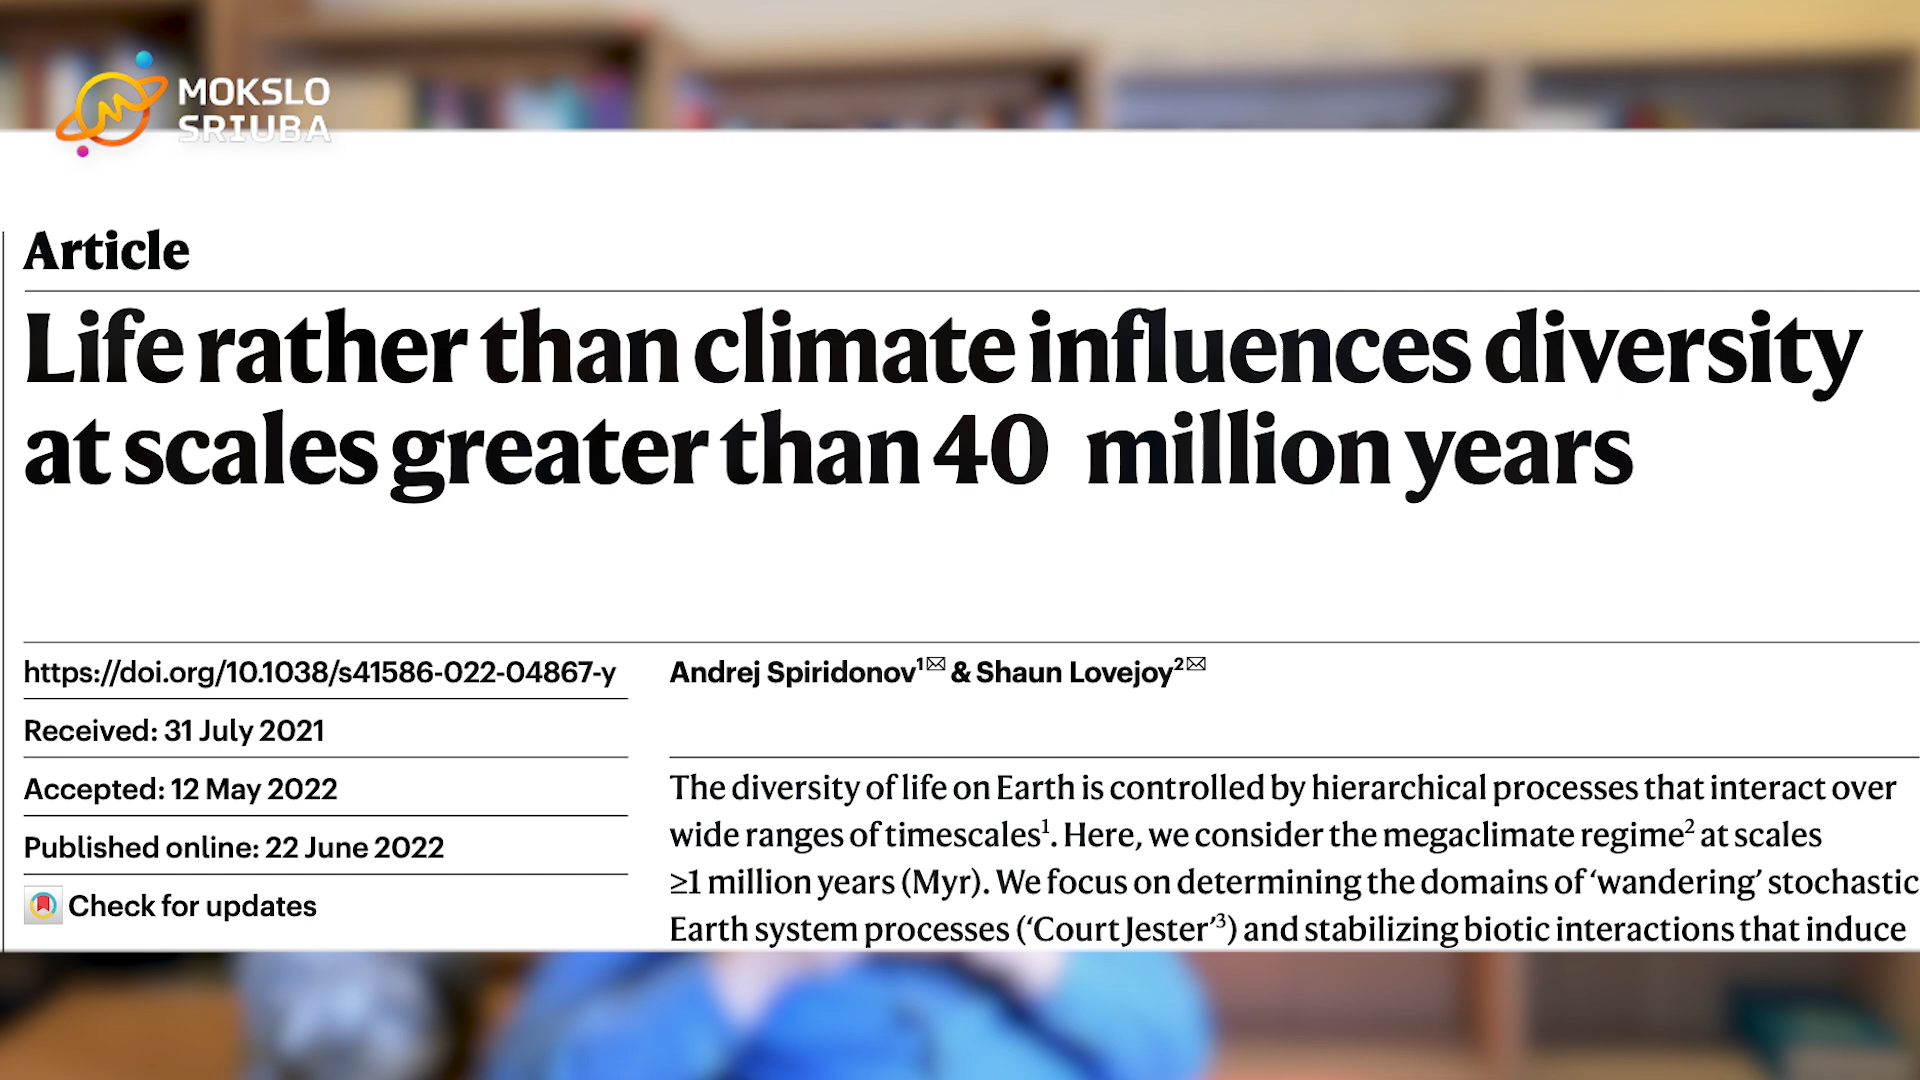 MOKSLO
SRIUBA
Article
Life rather than climate influences diversity
at scales greater than 40 million years
https://doi.org/10.1038/s41586-022-04867-y
Received: 31 July 2021
Accepted: 12 May 2022
Published online: 22 June 2022
Check for updates
Andrej Spiridonov1✉ & Shaun Lovejoy2✉
The diversity of life on Earth is controlled by hierarchical processes that interact over
wide ranges of timescales1. Here, we consider the megaclimate regime2 at scales
≥1 million years (Myr). We focus on determining the domains of ‘wandering’ stochastic
Earth system processes (‘Court Jester’3) and stabilizing biotic interactions that induce